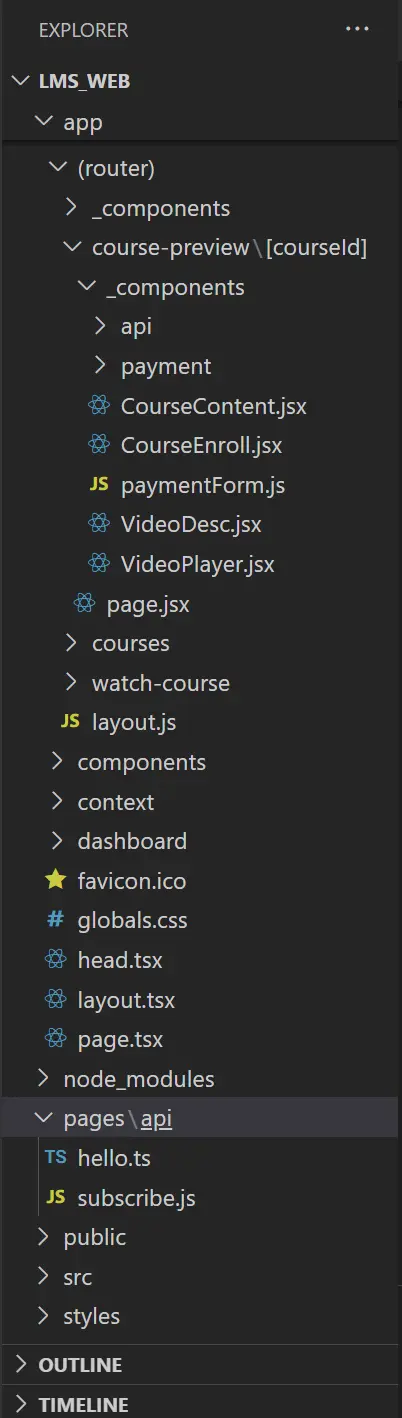 EXPLORER
LMS_WEB
app
(router)
_components
course-preview\[courseId]
_components
api
payment
CourseContent.jsx
CourseEnroll.jsx
JS paymentForm.js
VideoDesc.jsx
VideoPlayer.jsx
page.jsx
courses
watch-course
JS layout.js
components
context
dashboard
favicon.ico
# globals.css
head.tsx
layout.tsx
page.tsx
node_modules
pages\api
TS hello.ts
JS subscribe.js
public
src
styles
OUTLINE
TIMELINE